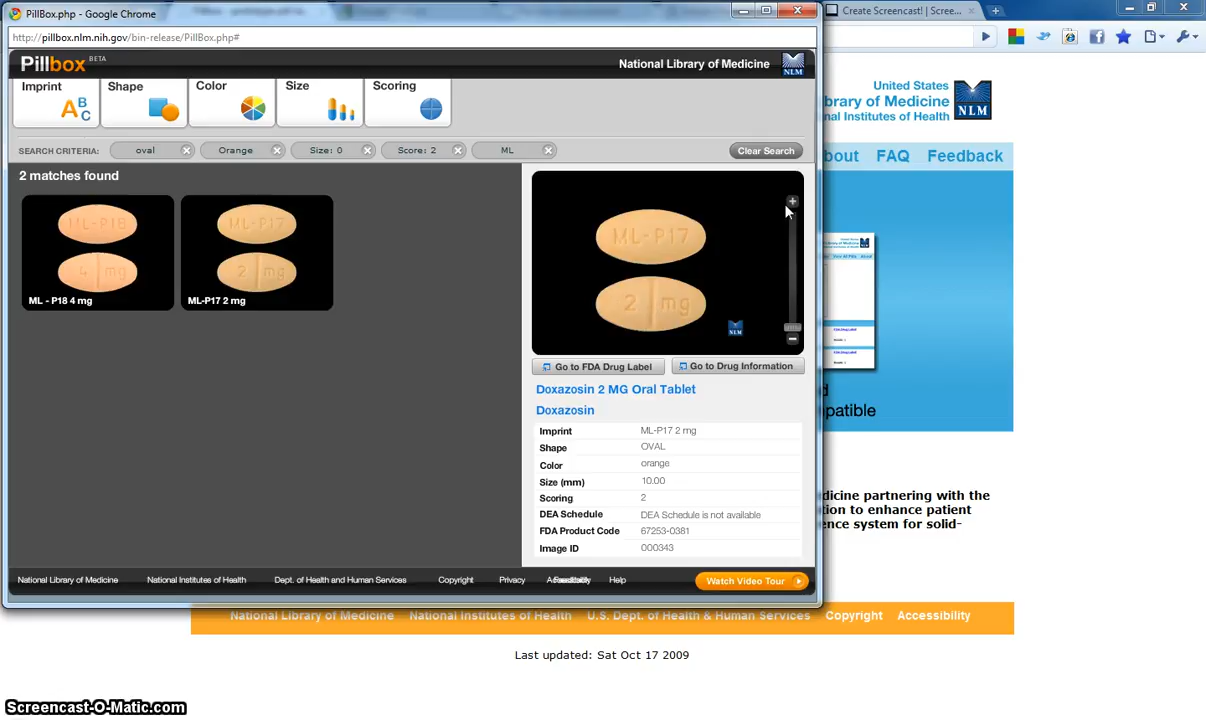 PillBox.php - Google Chrome
Create Screencast! | Scree...
http://pillbox.nlm.nih.gov/bin-release/PillBox.php#
Pillbox BETA
National Library of Medicine
NLM
Imprint
Shape
Color
Size
Scoring
A B C
SEARCH CRITERIA:
oval
Orange
Size: 0
Score: 2
ML
Clear Search
2 matches found
ML-P18
4 mg
ML - P18 4 mg
ML-P17
2 mg
ML-P17 2 mg
ML-P17
2 mg
NLM
Go to FDA Drug Label
Go to Drug Information
Doxazosin 2 MG Oral Tablet
Doxazosin
Imprint ML-P17 2 mg
Shape OVAL
Color orange
Size (mm) 10.00
Scoring 2
DEA Schedule DEA Schedule is not available
FDA Product Code 67253-0381
Image ID 000343
National Library of Medicine
National Institutes of Health
Dept. of Health and Human Services
Copyright
Privacy
Help
Watch Video Tour
United States
brary of Medicine
nal Institutes of Health
NLM
bout FAQ Feedback
d
patible
dicine partnering with the
tion to enhance patient
ence system for solid-
National Library of Medicine National Institutes of Health U.S. Dept. of Health & Human Services Copyright Accessibility
Last updated: Sat Oct 17 2009
Screencast-O-Matic.com